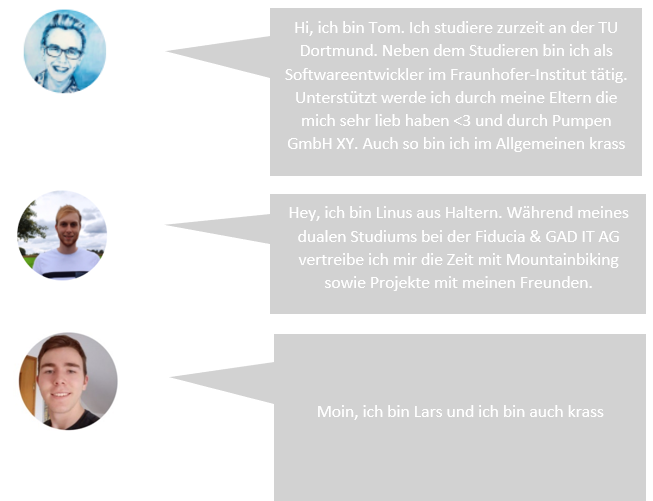 Hi, ich bin Tom. Ich studiere zurzeit an der TU
Dortmund. Neben dem Studieren bin ich als
Softwareentwickler im Fraunhofer-Institut tätig.
Unterstützt werde ich durch meine Eltern die
mich sehr lieb haben <3 und durch Pumpen
GmbH XY. Auch so bin ich im Allgemeinen krass
Hey, ich bin Linus aus Haltern. Während meines
dualen Studiums bei der Fiducia & GAD IT AG
vertreibe ich mir die Zeit mit Mountainbiking
sowie Projekte mit meinen Freunden.
Moin, ich bin Lars und ich bin auch krass